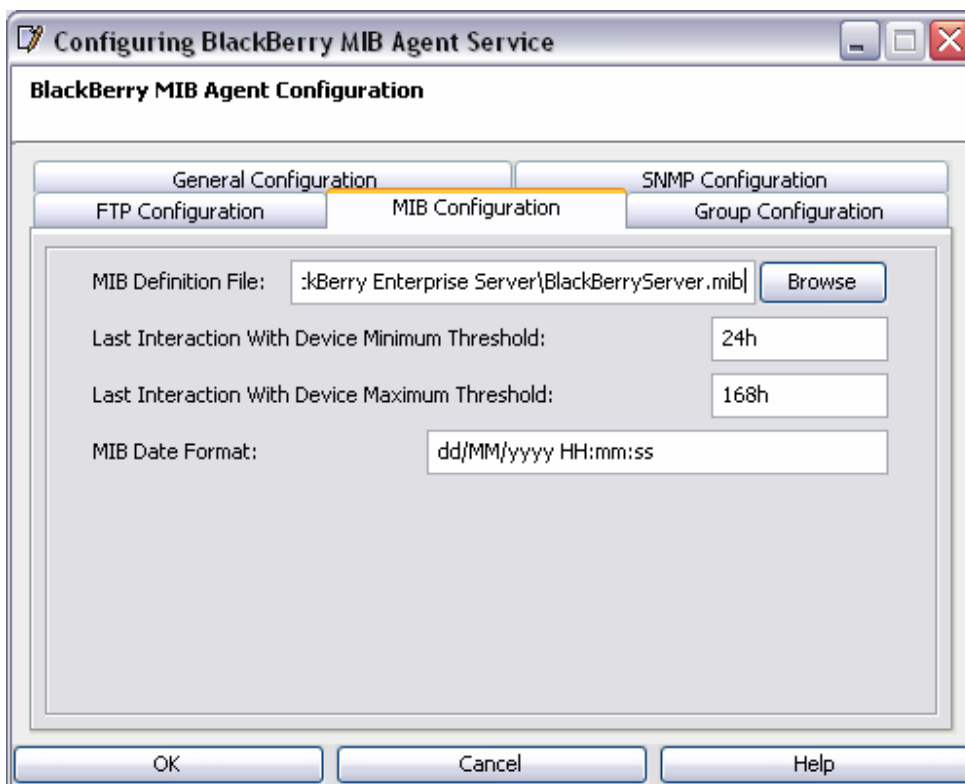 Configuring BlackBerry MIB Agent Service
BlackBerry MIB Agent Configuration
General Configuration
SNMP Configuration
FTP Configuration
MIB Configuration
Group Configuration
MIB Definition File: :kBerry Enterprise Server\BlackBerryServer.mib Browse
Last Interaction With Device Minimum Threshold: 24h
Last Interaction With Device Maximum Threshold: 168h
MIB Date Format: dd/MM/yyyy HH:mm:ss
OK Cancel Help